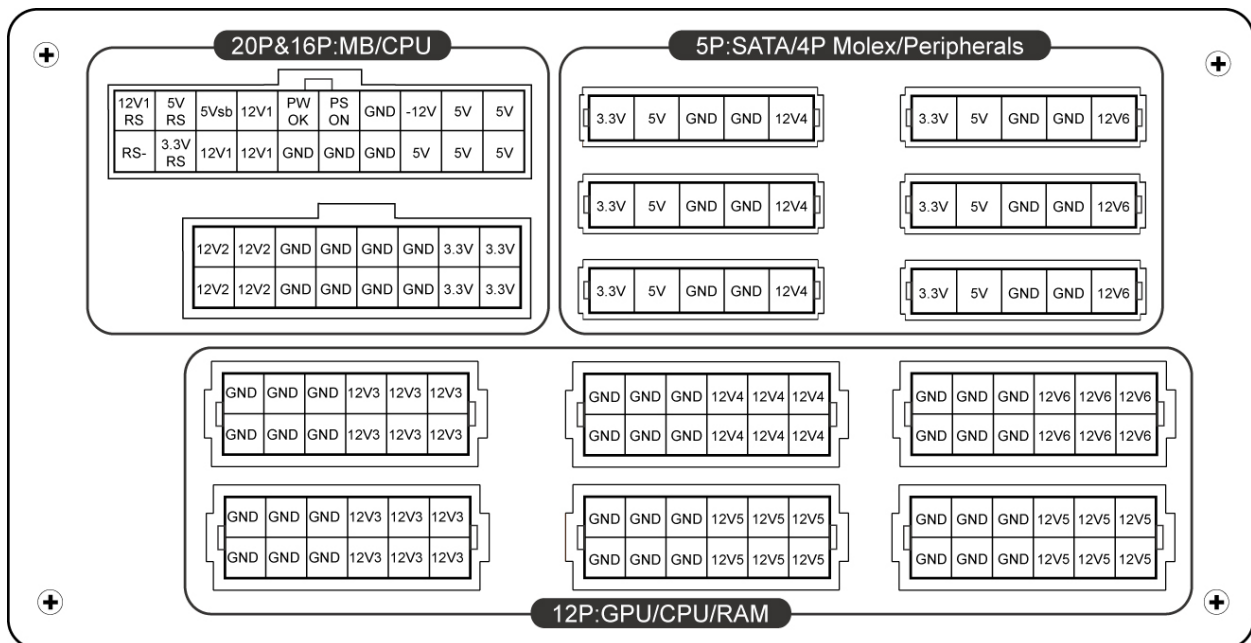 20P&16P:MB/CPU
12V1 RS 5V RS 5Vsb 12V1 PW OK PS ON GND -12V 5V 5V
RS- 3.3V RS 12V1 12V1 GND GND GND 5V 5V 5V
12V2 12V2 GND GND GND GND 3.3V 3.3V
12V2 12V2 GND GND GND GND 3.3V 3.3V
5P:SATA/4P Molex/Peripherals
3.3V 5V GND GND 12V4
3.3V 5V GND GND 12V6
3.3V 5V GND GND 12V4
3.3V 5V GND GND 12V6
3.3V 5V GND GND 12V4
3.3V 5V GND GND 12V6
GND GND GND 12V3 12V3 12V3
GND GND GND 12V3 12V3 12V3
GND GND GND 12V4 12V4 12V4
GND GND GND 12V4 12V4 12V4
GND GND GND 12V6 12V6 12V6
GND GND GND 12V6 12V6 12V6
GND GND GND 12V3 12V3 12V3
GND GND GND 12V3 12V3 12V3
GND GND GND 12V5 12V5 12V5
GND GND GND 12V5 12V5 12V5
GND GND GND 12V5 12V5 12V5
GND GND GND 12V5 12V5 12V5
12P:GPU/CPU/RAM